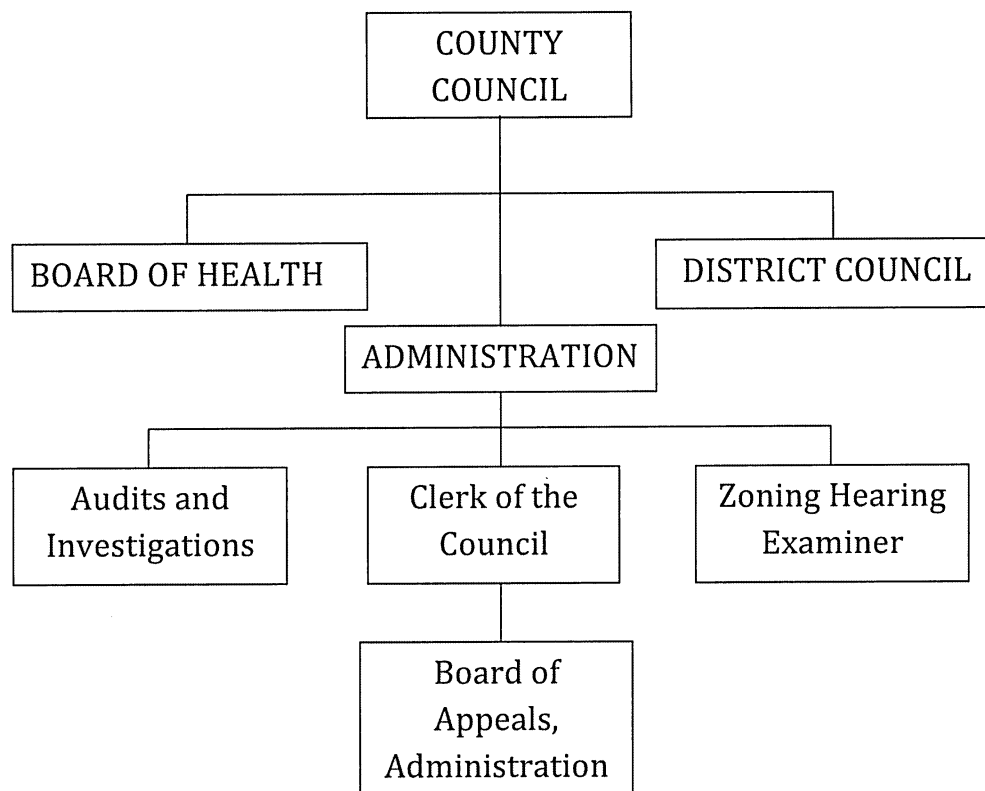 COUNTY
COUNCIL
BOARD OF HEALTH
DISTRICT COUNCIL
ADMINISTRATION
Audits and
Investigations
Clerk of the
Council
Zoning Hearing
Examiner
Board of
Appeals,
Administration